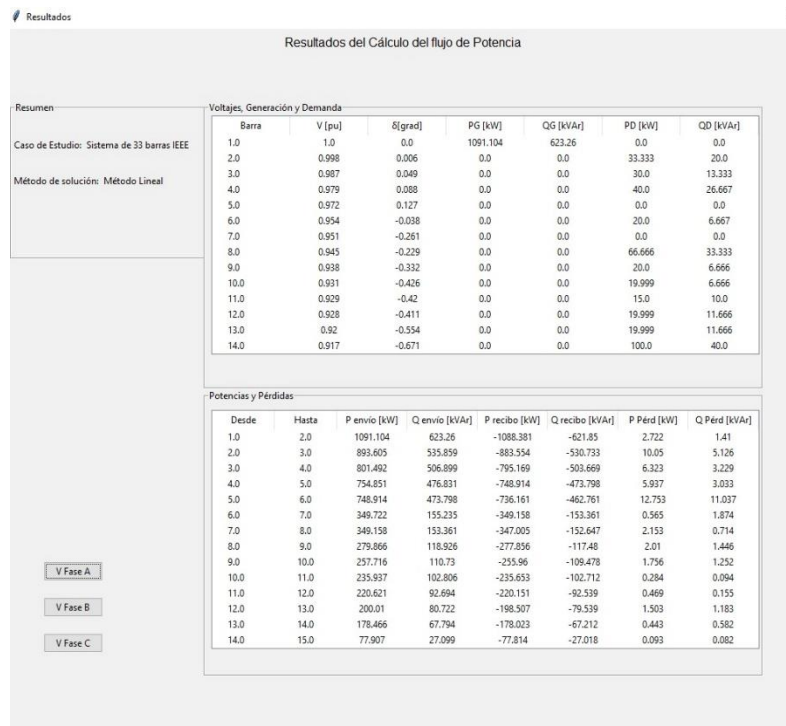 Resultados
Resultados del Cálculo del flujo de Potencia
Resumen
Caso de Estudio: Sistema de 33 barras IEEE
Método de solución: Método Lineal
Voltajes, Generación y Demanda
Barra V [pu] δ[grad] PG [kW] QG [kVAr] PD [kW] QD [kVAr]
1.0 1.0 0.0 1091.104 623.26 0.0 0.0
2.0 0.998 0.006 0.0 0.0 33.333 20.0
3.0 0.987 0.049 0.0 0.0 30.0 13.333
4.0 0.979 0.088 0.0 0.0 40.0 26.667
5.0 0.972 0.127 0.0 0.0 0.0 0.0
6.0 0.954 -0.038 0.0 0.0 20.0 6.667
7.0 0.951 -0.261 0.0 0.0 0.0 0.0
8.0 0.945 -0.229 0.0 0.0 66.666 33.333
9.0 0.938 -0.332 0.0 0.0 20.0 6.666
10.0 0.931 -0.426 0.0 0.0 19.999 6.666
11.0 0.929 -0.42 0.0 0.0 15.0 10.0
12.0 0.928 -0.411 0.0 0.0 19.999 11.666
13.0 0.92 -0.554 0.0 0.0 19.999 11.666
14.0 0.917 -0.671 0.0 0.0 100.0 40.0
Potencias y Pérdidas
Desde Hasta P envío [kW] Q envío [kVAr] P recibo [kW] Q recibo [kVAr] P Pérd [kW] Q Pérd [kVAr]
1.0 2.0 1091.104 623.26 -1088.381 -621.85 2.722 1.41
2.0 3.0 893.605 535.859 -883.554 -530.733 10.05 5.126
3.0 4.0 801.492 506.899 -795.169 -503.669 6.323 3.229
4.0 5.0 754.851 476.831 -748.914 -473.798 5.937 3.033
5.0 6.0 748.914 473.798 -736.161 -462.761 12.753 11.037
6.0 7.0 349.722 155.235 -349.158 -153.361 0.565 1.874
7.0 8.0 349.158 153.361 -347.005 -152.647 2.153 0.714
8.0 9.0 279.866 118.926 -277.856 -117.48 2.01 1.446
9.0 10.0 257.716 110.73 -255.96 -109.478 1.756 1.252
10.0 11.0 235.937 102.806 -235.653 -102.712 0.284 0.094
11.0 12.0 220.621 92.694 -220.151 -92.539 0.469 0.155
12.0 13.0 200.01 80.722 -198.507 -79.539 1.503 1.183
13.0 14.0 178.466 67.794 -178.023 -67.212 0.443 0.582
14.0 15.0 77.907 27.099 -77.814 -27.018 0.093 0.082
V Fase A
V Fase B
V Fase C